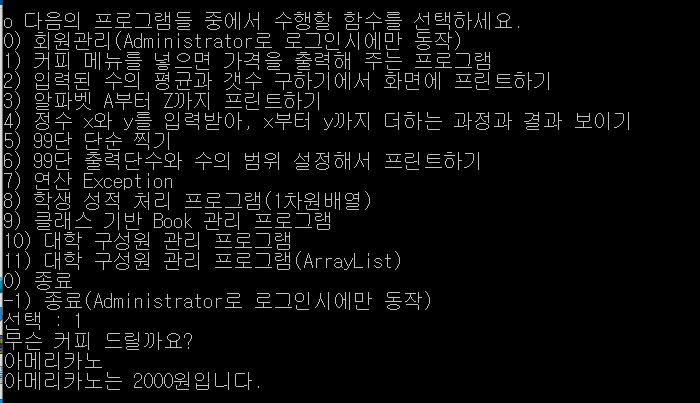 o 다음의 프로그램들 중에서 수행할 함수를 선택하세요.
0) 회원관리(Administrator로 로그인시에만 동작)
1) 커피 메뉴를 넣으면 가격을 출력해 주는 프로그램
2) 입력된 수의 평균과 갯수 구하기에서 화면에 프린트하기
3) 알파벳 A부터 Z까지 프린트하기
4) 정수 x와 y를 입력받아, x부터 y까지 더하는 과정과 결과 보이기
5) 99단 단순 찍기
6) 99단 출력단수와 수의 범위 설정해서 프린트하기
7) 연산 Exception
8) 학생 성적 처리 프로그램(1차원배열)
9) 클래스 기반 Book 관리 프로그램
10) 대학 구성원 관리 프로그램
11) 대학 구성원 관리 프로그램(ArrayList)
0) 종료
-1) 종료(Administrator로 로그인시에만 동작)
선택 : 1
무슨 커피 드릴까요?
아메리카노
아메리카노는 2000원입니다.